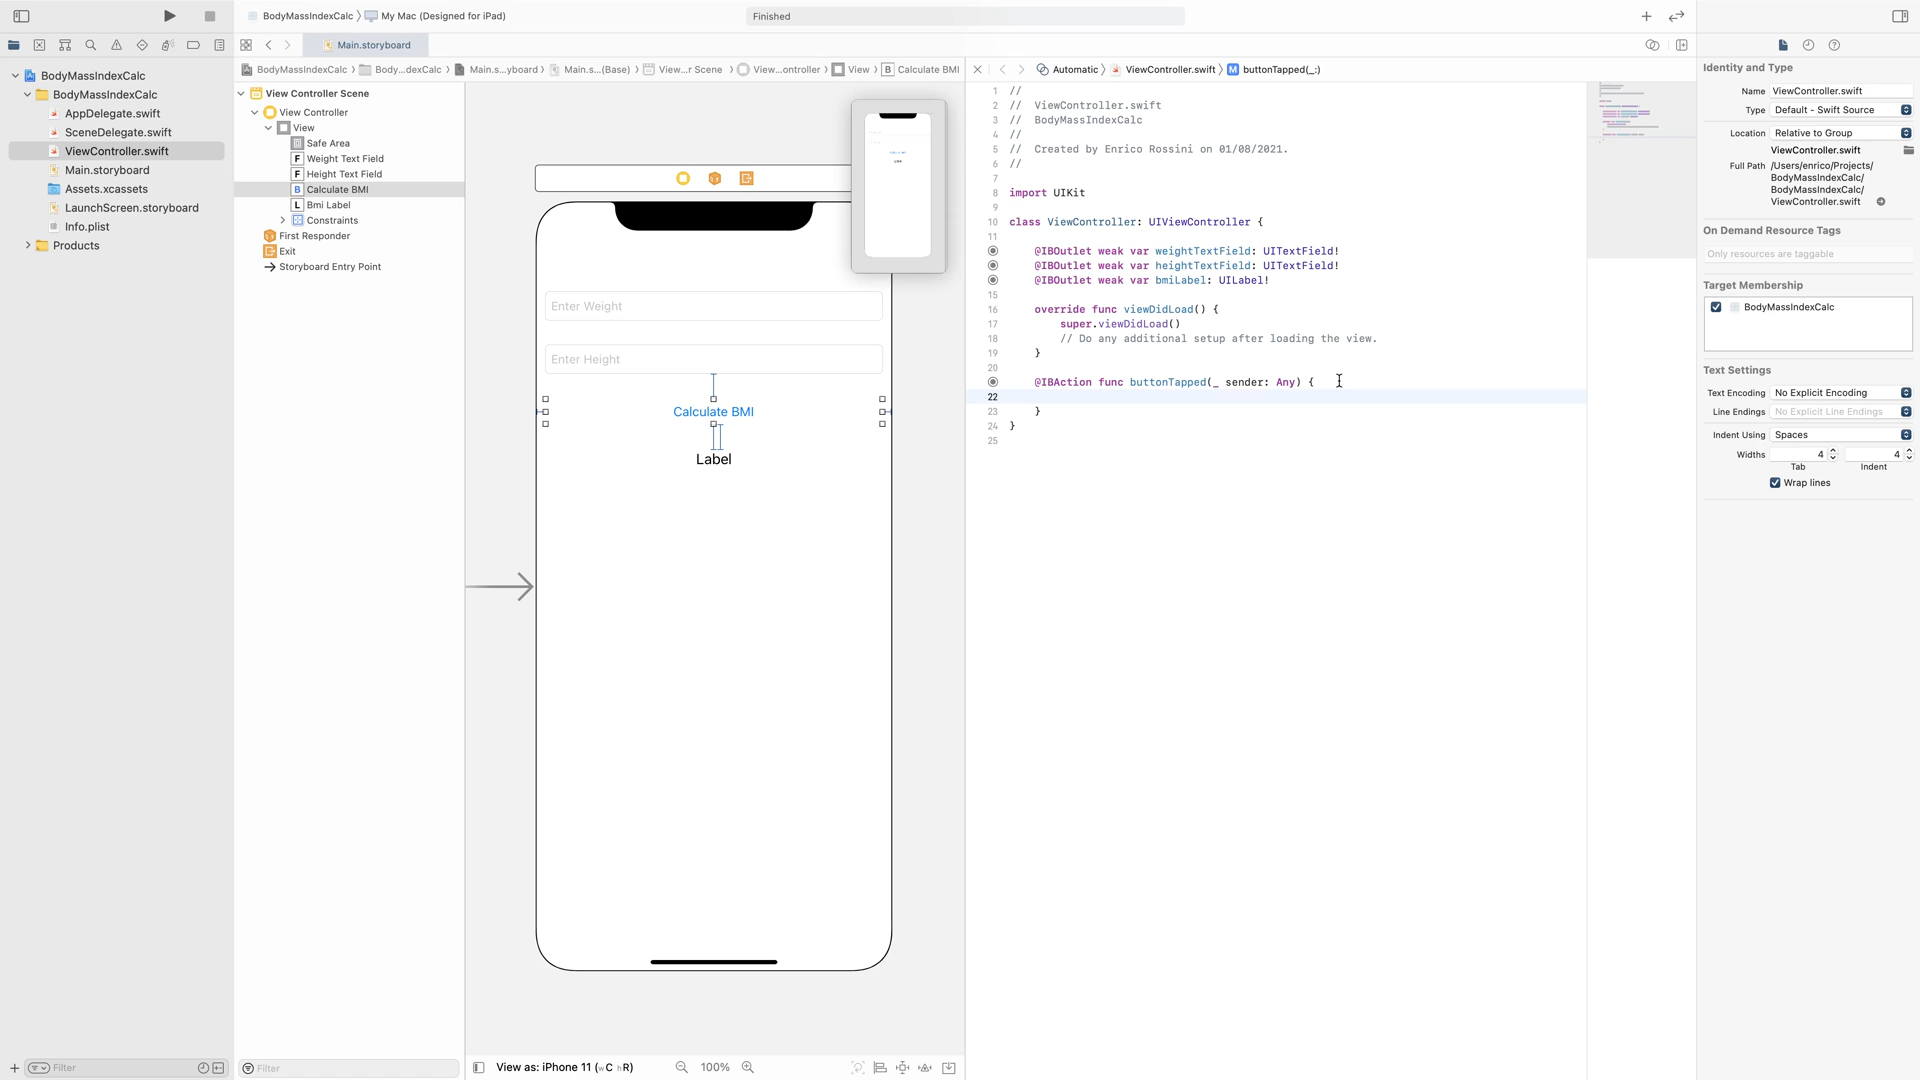 BodyMassIndexCalc
My Mac (Designed for iPad)
Finished
Main.storyboard
BodyMassIndexCalc
Body...dexCalc
Main.s...yboard
Main.s...(Base)
View...r Scene
View...ontroller
View
B
Calculate BMI
Automatic
ViewController.swift
M
buttonTapped(_:)
BodyMassIndexCalc
BodyMassIndexCalc
AppDelegate.swift
SceneDelegate.swift
ViewController.swift
Main.storyboard
Assets.xcassets
LaunchScreen.storyboard
Info.plist
Products
Filter
View Controller Scene
View Controller
View
Safe Area
F Weight Text Field
F Height Text Field
B Calculate BMI
L Bmi Label
Constraints
First Responder
Exit
Storyboard Entry Point
Filter
Enter Weight
Enter Height
Calculate BMI
Label
View as: iPhone 11 (wC hR)
100%
1 //
2 //  ViewController.swift
3 //  BodyMassIndexCalc
4 //
5 //  Created by Enrico Rossini on 01/08/2021.
6 //
7
8 import UIKit
9
10 class ViewController: UIViewController {
11
@IBOutlet weak var weightTextField: UITextField!
@IBOutlet weak var heightTextField: UITextField!
@IBOutlet weak var bmiLabel: UILabel!
15
16 override func viewDidLoad() {
17 super.viewDidLoad()
18 // Do any additional setup after loading the view.
19 }
20
@IBAction func buttonTapped(_ sender: Any) {
22
23 }
24 }
25
Identity and Type
Name ViewController.swift
Type Default - Swift Source
Location Relative to Group
ViewController.swift
Full Path /Users/enrico/Projects/
BodyMassIndexCalc/
BodyMassIndexCalc/
ViewController.swift
On Demand Resource Tags
Only resources are taggable
Target Membership
BodyMassIndexCalc
Text Settings
Text Encoding No Explicit Encoding
Line Endings No Explicit Line Endings
Indent Using Spaces
Widths 4 4
Tab Indent
Wrap lines